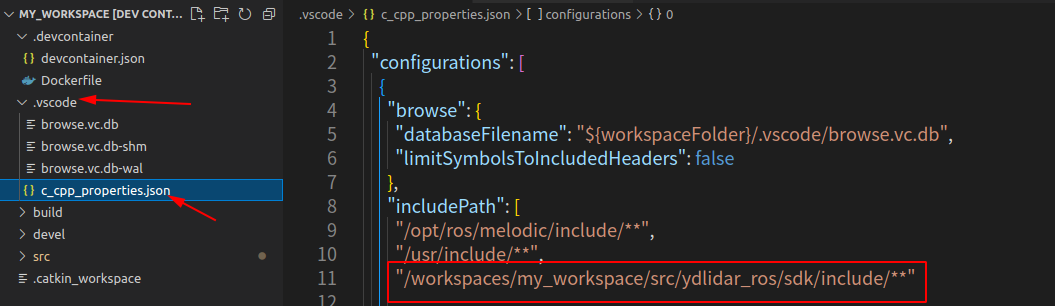 MY_WORKSPACE [DEV CONT...
.devcontainer
{} devcontainer.json
Dockerfile
.vscode
browse.vc.db
browse.vc.db-shm
browse.vc.db-wal
{} c_cpp_properties.json
build
devel
src
.catkin_workspace
.vscode > {} c_cpp_properties.json > [ ] configurations > {} 0
1 {
2 "configurations": [
3 {
4 "browse": {
5 "databaseFilename": "${workspaceFolder}/.vscode/browse.vc.db",
6 "limitSymbolsToIncludedHeaders": false
7 },
8 "includePath": [
9 "/opt/ros/melodic/include/**",
10 "/usr/include/**",
11 "/workspaces/my_workspace/src/ydlidar_ros/sdk/include/**"
12